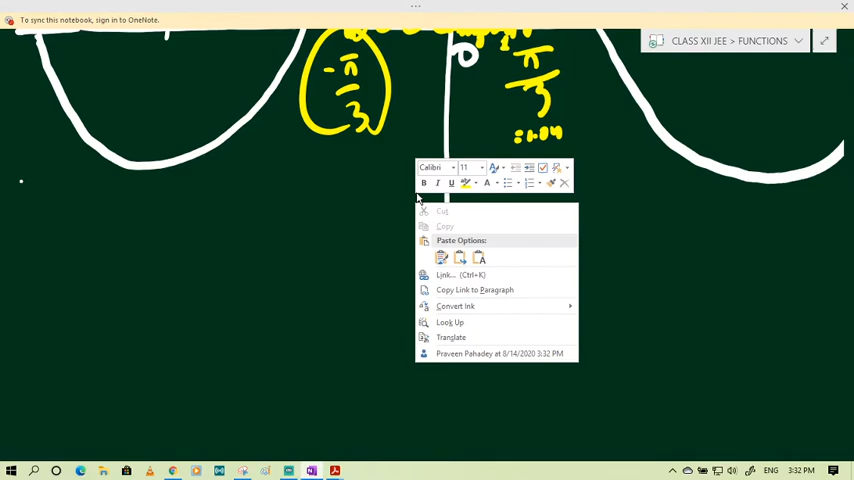 To sync this notebook, sign in to OneNote.
CLASS XII JEE > FUNCTIONS
O
-π/3
π/3
=1.04
Calibri
11
B I U A
Cut
Copy
Paste Options:
Link... (Ctrl+K)
Copy Link to Paragraph
Convert Ink
Look Up
Translate
Praveen Pahadey at 8/14/2020 3:32 PM
ENG
3:32 PM